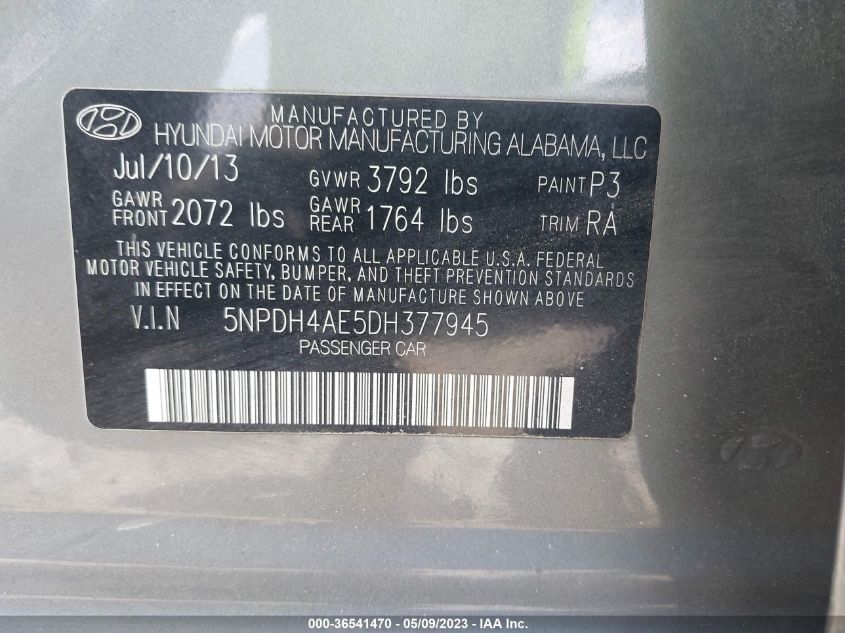 MANUFACTURED BY
HYUNDAI MOTOR MANUFACTURING ALABAMA, LLC
Jul/10/13 GVWR 3792 lbs PAINT P3
GAWR FRONT 2072 lbs GAWR REAR 1764 lbs TRIM RA
THIS VEHICLE CONFORMS TO ALL APPLICABLE U.S.A. FEDERAL
MOTOR VEHICLE SAFETY, BUMPER, AND THEFT PREVENTION STANDARDS
IN EFFECT ON THE DATE OF MANUFACTURE SHOWN ABOVE
V.I.N 5NPDH4AE5DH377945
PASSENGER CAR
000-36541470 - 05/09/2023 - IAA Inc.